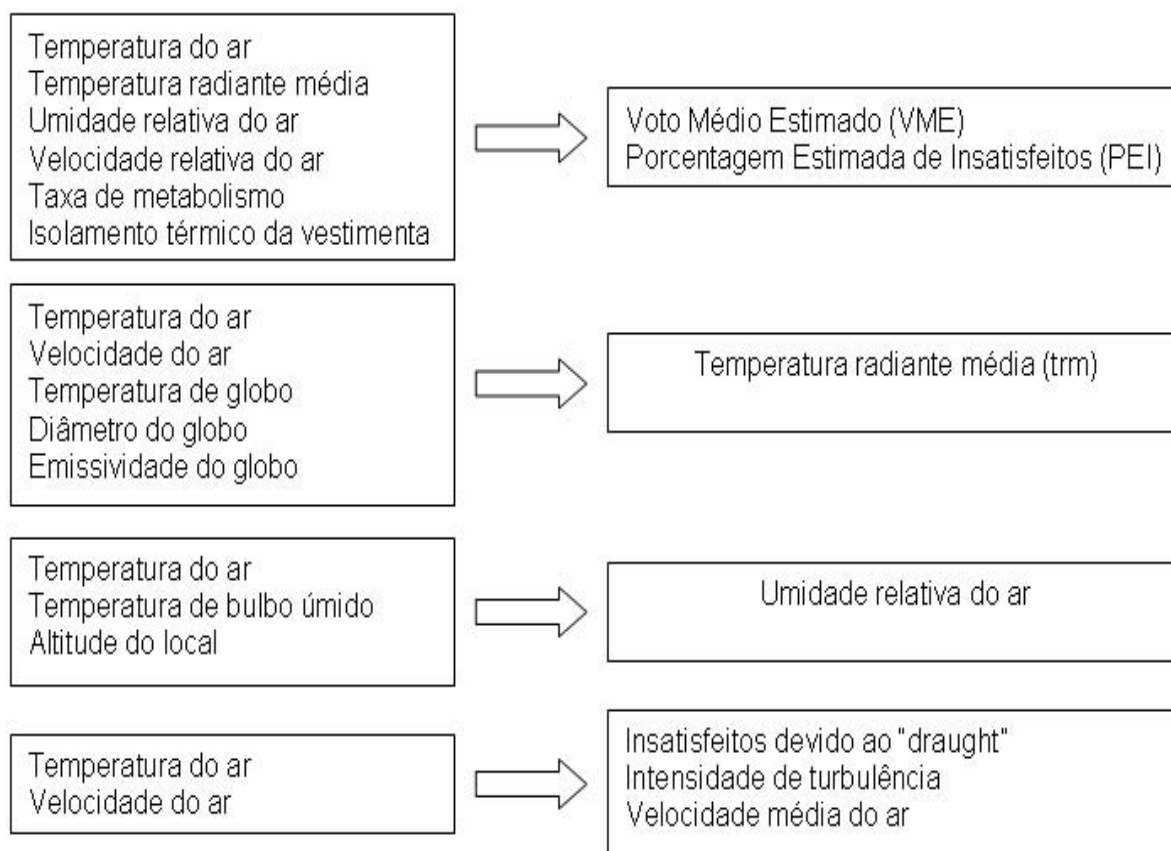 Temperatura do ar
Temperatura radiante média
Umidade relativa do ar
Velocidade relativa do ar
Taxa de metabolismo
Isolamento térmico da vestimenta
Voto Médio Estimado (VME)
Porcentagem Estimada de Insatisfeitos (PEI)
Temperatura do ar
Velocidade do ar
Temperatura de globo
Diâmetro do globo
Emissividade do globo
Temperatura radiante média (trm)
Temperatura do ar
Temperatura de bulbo úmido
Altitude do local
Umidade relativa do ar
Temperatura do ar
Velocidade do ar
Insatisfeitos devido ao "draught"
Intensidade de turbulência
Velocidade média do ar